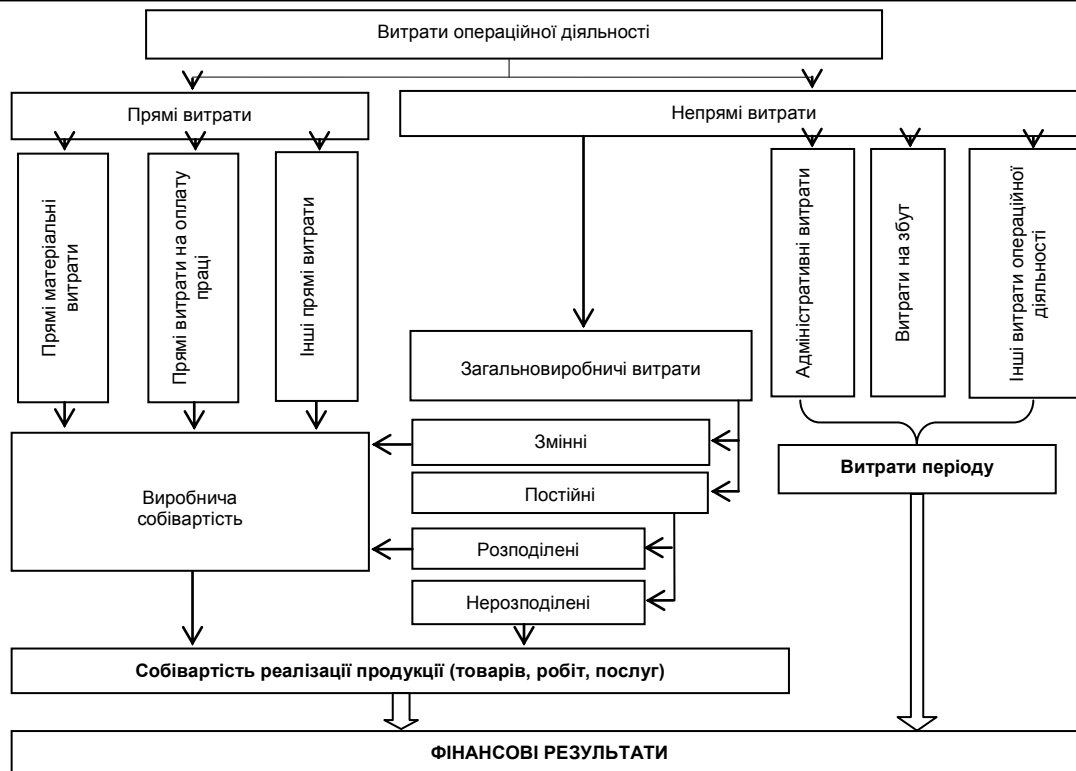 Витрати операційної діяльності
Прямі витрати
Непрямі витрати
Прямі матеріальні
витрати
Прямі витрати на оплату
праці
Інші прямі витрати
Адміністративні витрати
Витрати на збут
Інші витрати операційної
діяльності
Загальновиробничі витрати
Змінні
Постійні
Розподілені
Нерозподілені
Виробнича
собівартість
Витрати періоду
Собівартість реалізації продукції (товарів, робіт, послуг)
ФІНАНСОВІ РЕЗУЛЬТАТИ